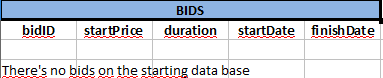 BIDS
bidID startPrice duration startDate finishDate
There's no bids on the starting data base